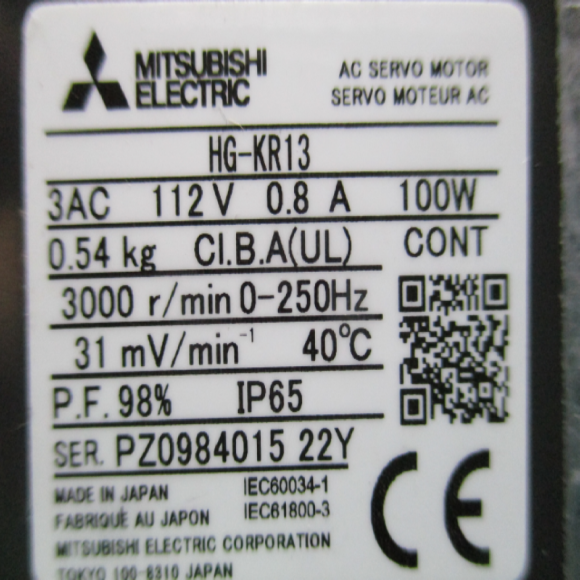 MITSUBISHI
ELECTRIC
AC SERVO MOTOR
SERVO MOTEUR AC
HG-KR13
3AC 112 V 0.8 A 100W
0.54 kg Cl.B.A(UL) CONT
3000 r/min 0-250Hz
31 mV/min⁻¹ 40℃
P.F. 98% IP65
SER. PZ0984015 22Y
MADE IN JAPAN IEC60034-1
FABRIQUÉ AU JAPON IEC61800-3
MITSUBISHI ELECTRIC CORPORATION
TOKYO 100-8310 JAPAN
CE